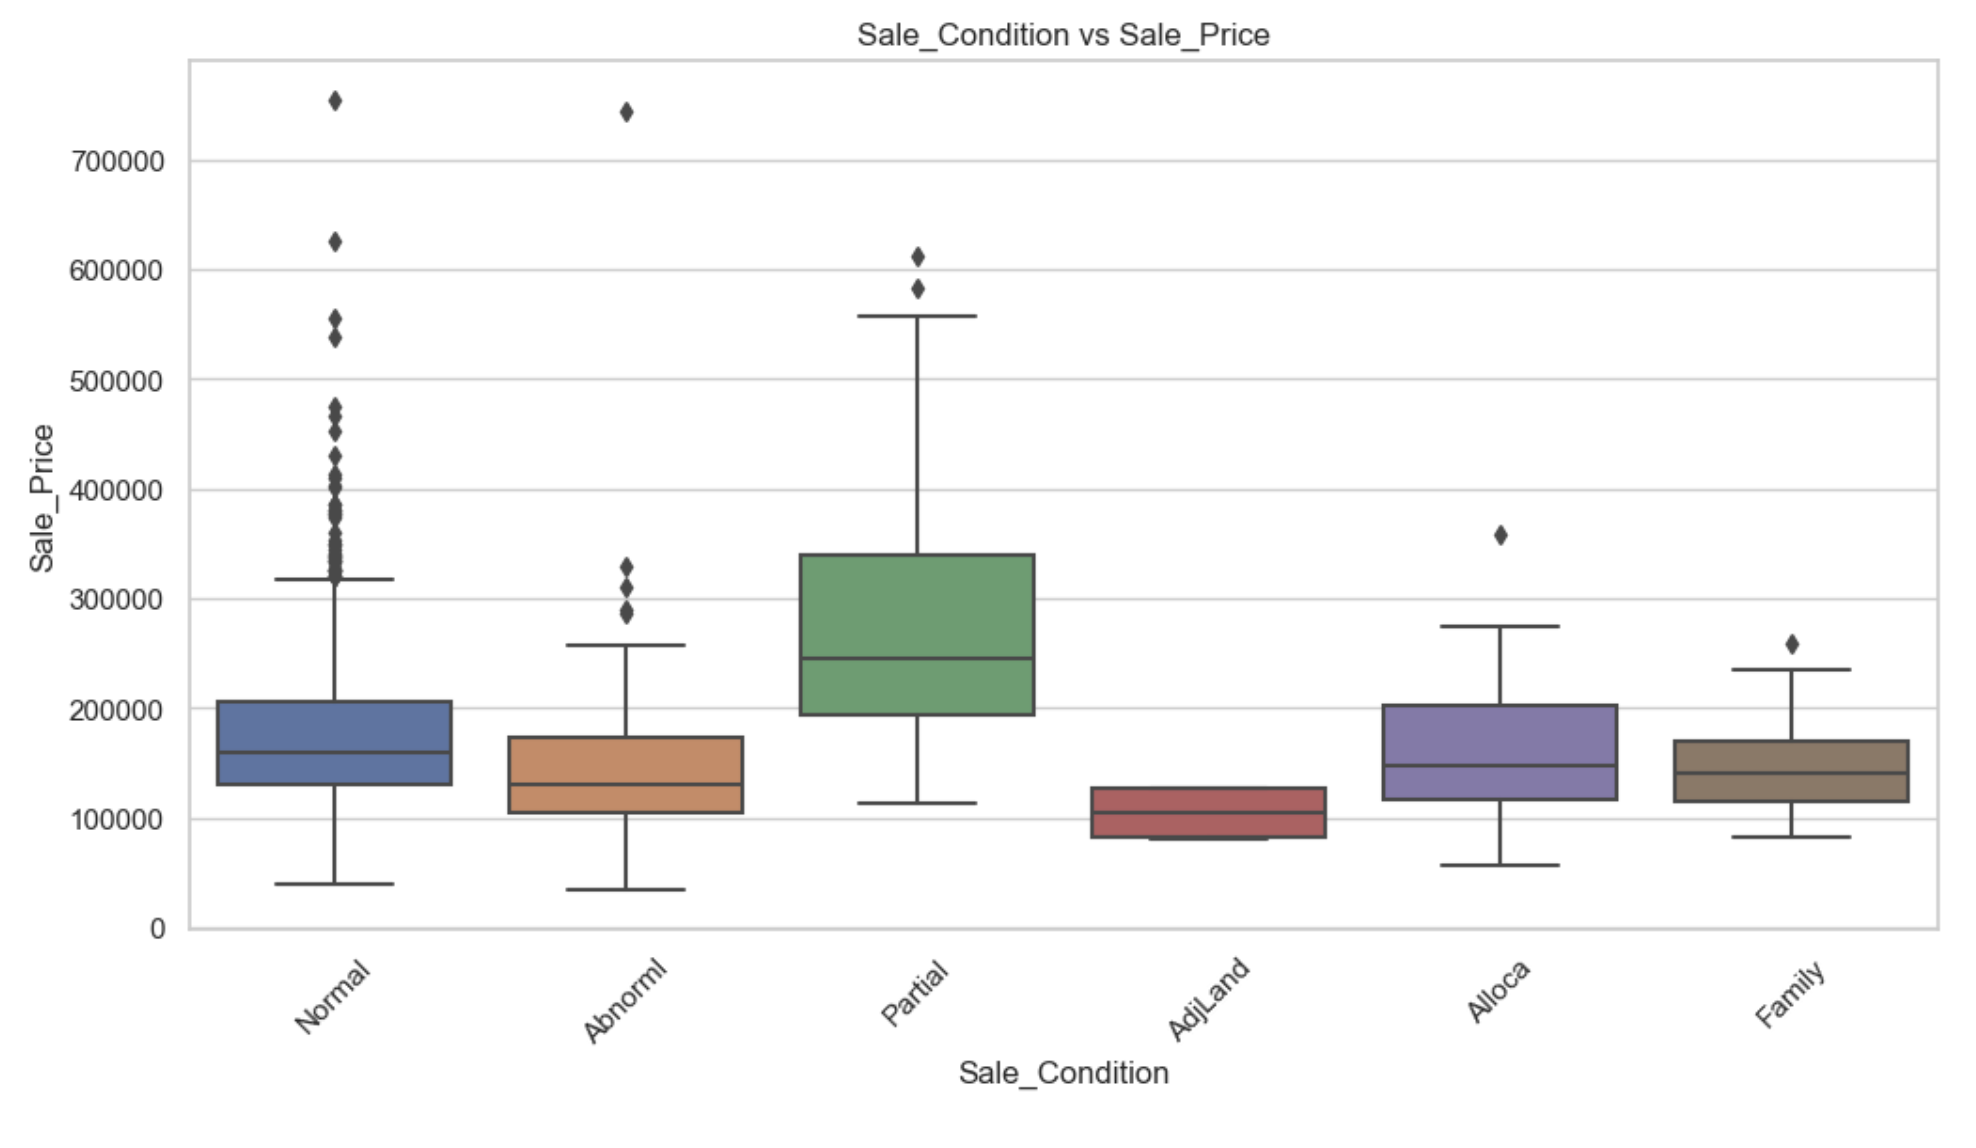 Sale_Condition vs Sale_Price
700000
600000
500000
400000
300000
200000
100000
0
Sale_Price
Normal
Abnorml
Partial
AdjLand
Alloca
Family
Sale_Condition